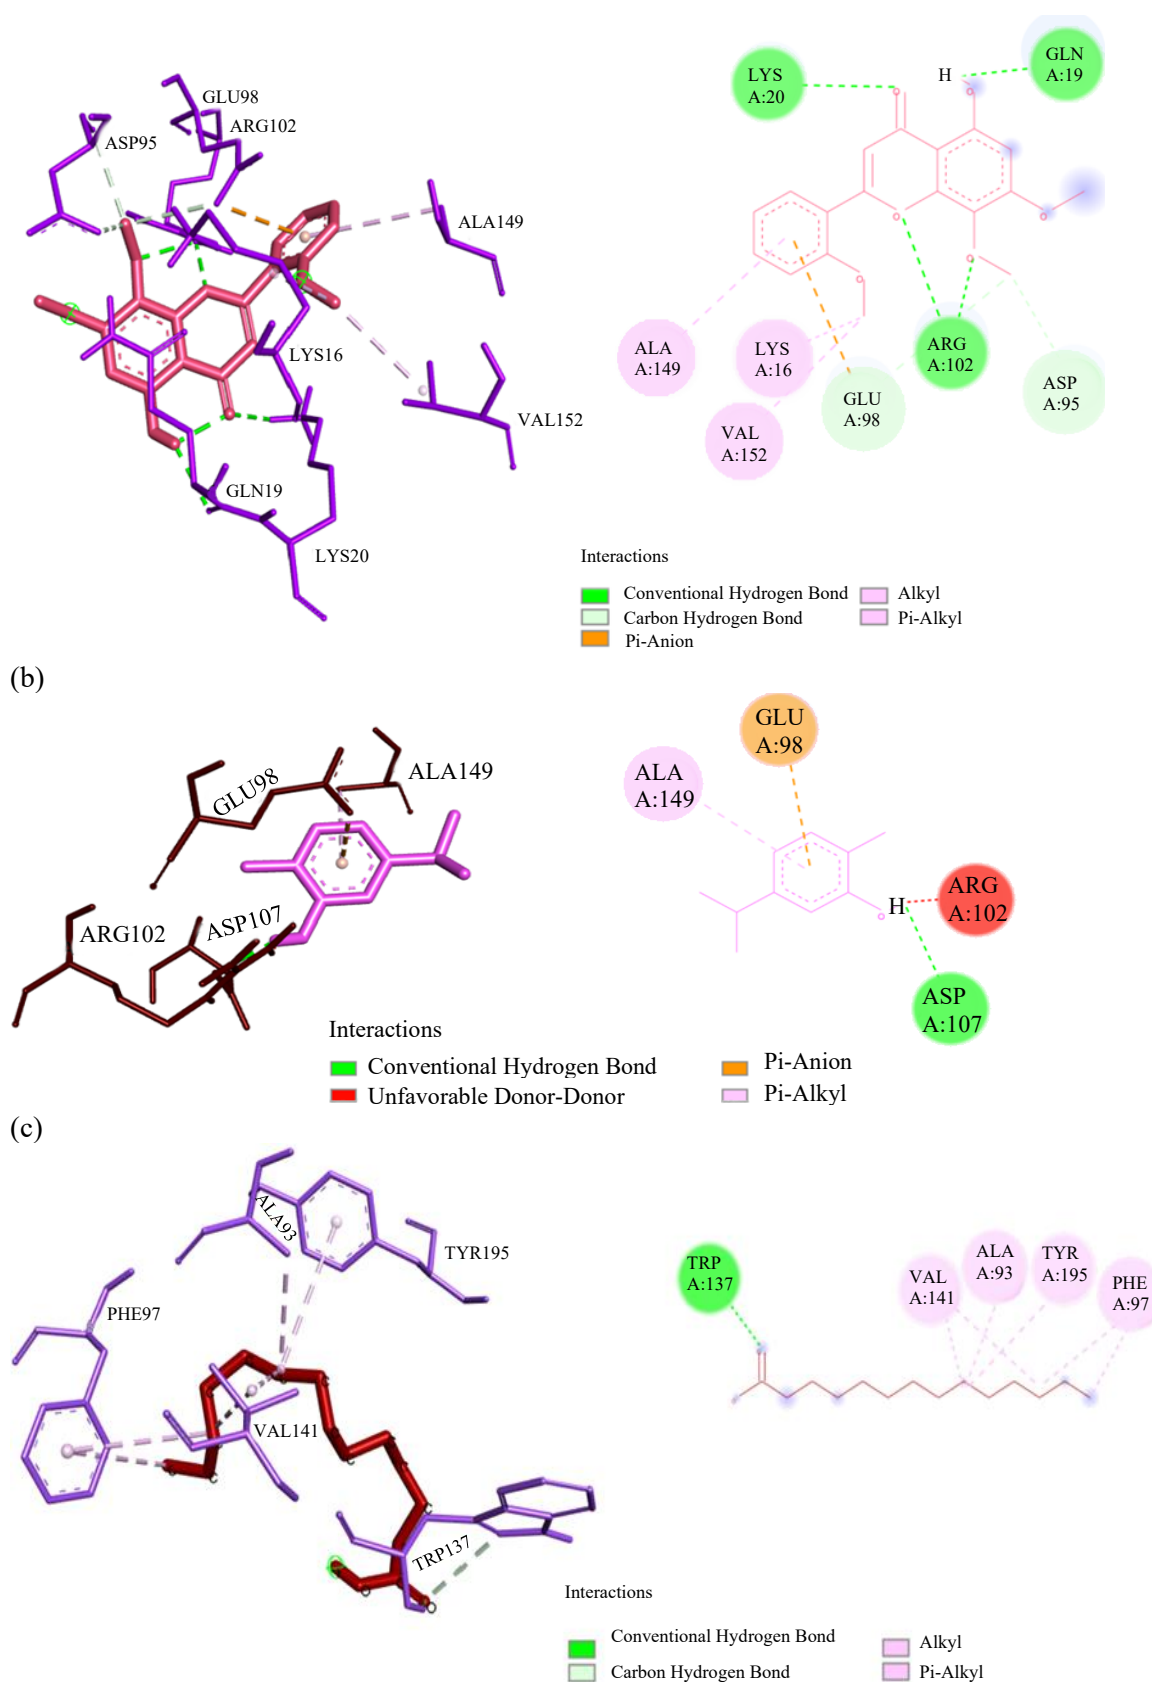 GLU98
ARG102
ASP95
ALA149
LYS16
VAL152
GLN19
LYS20
LYS
A:20
H
GLN
A:19
O
O
O
O
O
O
ALA
A:149
LYS
A:16
VAL
A:152
GLU
A:98
ARG
A:102
ASP
A:95
Interactions
Conventional Hydrogen Bond
Carbon Hydrogen Bond
Pi-Anion
Alkyl
Pi-Alkyl
(b)
GLU98
ALA149
ARG102
ASP107
GLU
A:98
ALA
A:149
H
O
ARG
A:102
ASP
A:107
Interactions
Conventional Hydrogen Bond
Unfavorable Donor-Donor
Pi-Anion
Pi-Alkyl
(c)
ALA93
TYR195
PHE97
VAL141
TRP137
TRP
A:137
VAL
A:141
ALA
A:93
TYR
A:195
PHE
A:97
Interactions
Conventional Hydrogen Bond
Carbon Hydrogen Bond
Alkyl
Pi-Alkyl